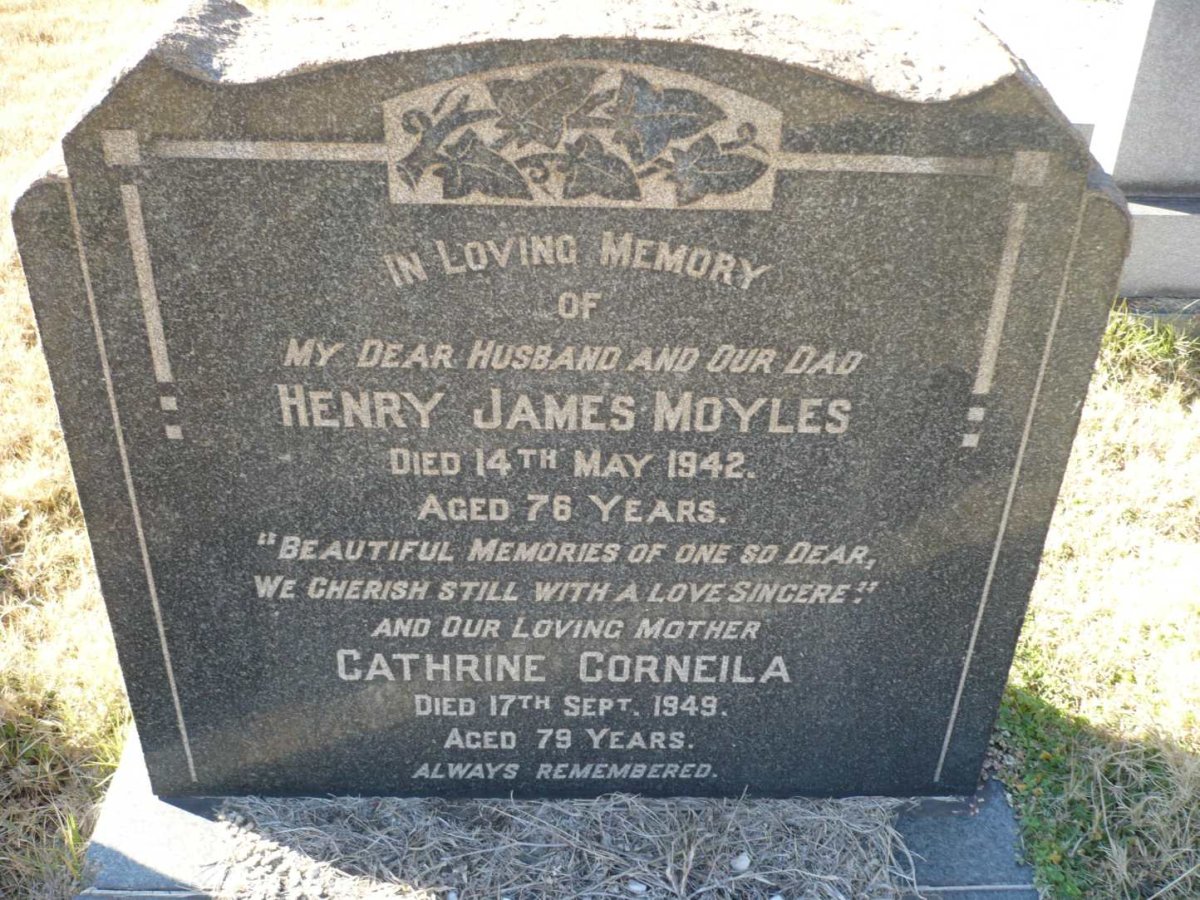 IN LOVING MEMORY
OF
MY DEAR HUSBAND AND OUR DAD
HENRY JAMES MOYLES
DIED 14TH MAY 1942.
AGED 76 YEARS.
"BEAUTIFUL MEMORIES OF ONE SO DEAR,
WE CHERISH STILL WITH A LOVE SINCERE."
AND OUR LOVING MOTHER
CATHRINE CORNEILA
DIED 17TH SEPT. 1949.
AGED 79 YEARS.
ALWAYS REMEMBERED.